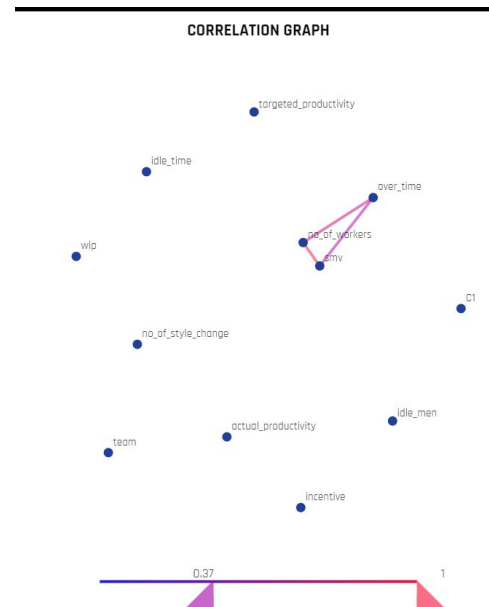 CORRELATION GRAPH
targeted_productivity
idle_time
over_time
no_of_workers
wip
smv
C1
no_of_style_change
idle_men
actual_productivity
team
incentive
0.37 1